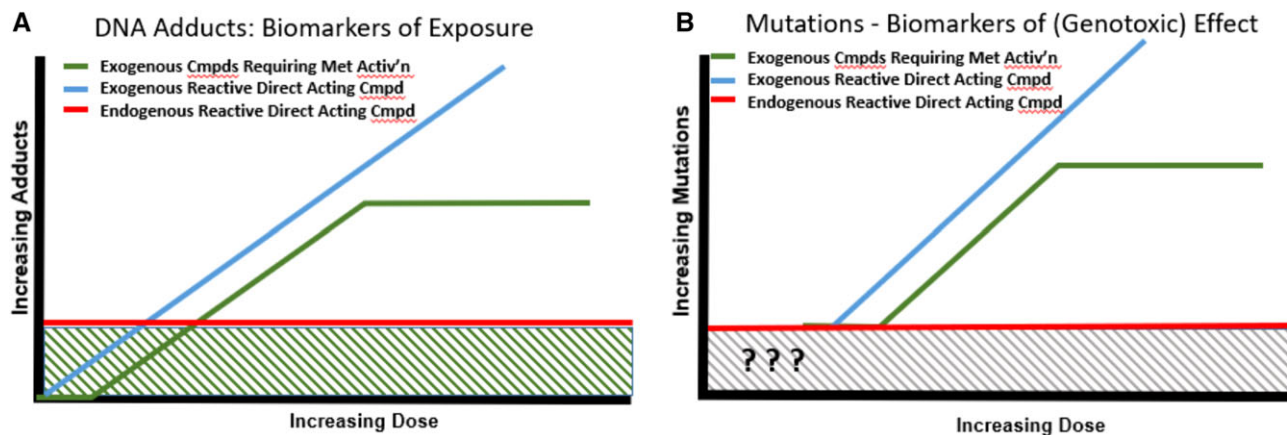 A
DNA Adducts: Biomarkers of Exposure
Exogenous Cmpds Requiring Met Activ'n
Exogenous Reactive Direct Acting Cmpd
Endogenous Reactive Direct Acting Cmpd
Increasing Adducts
Increasing Dose
B
Mutations - Biomarkers of (Genotoxic) Effect
Exogenous Cmpds Requiring Met Activ'n
Exogenous Reactive Direct Acting Cmpd
Endogenous Reactive Direct Acting Cmpd
Increasing Mutations
? ? ?
Increasing Dose